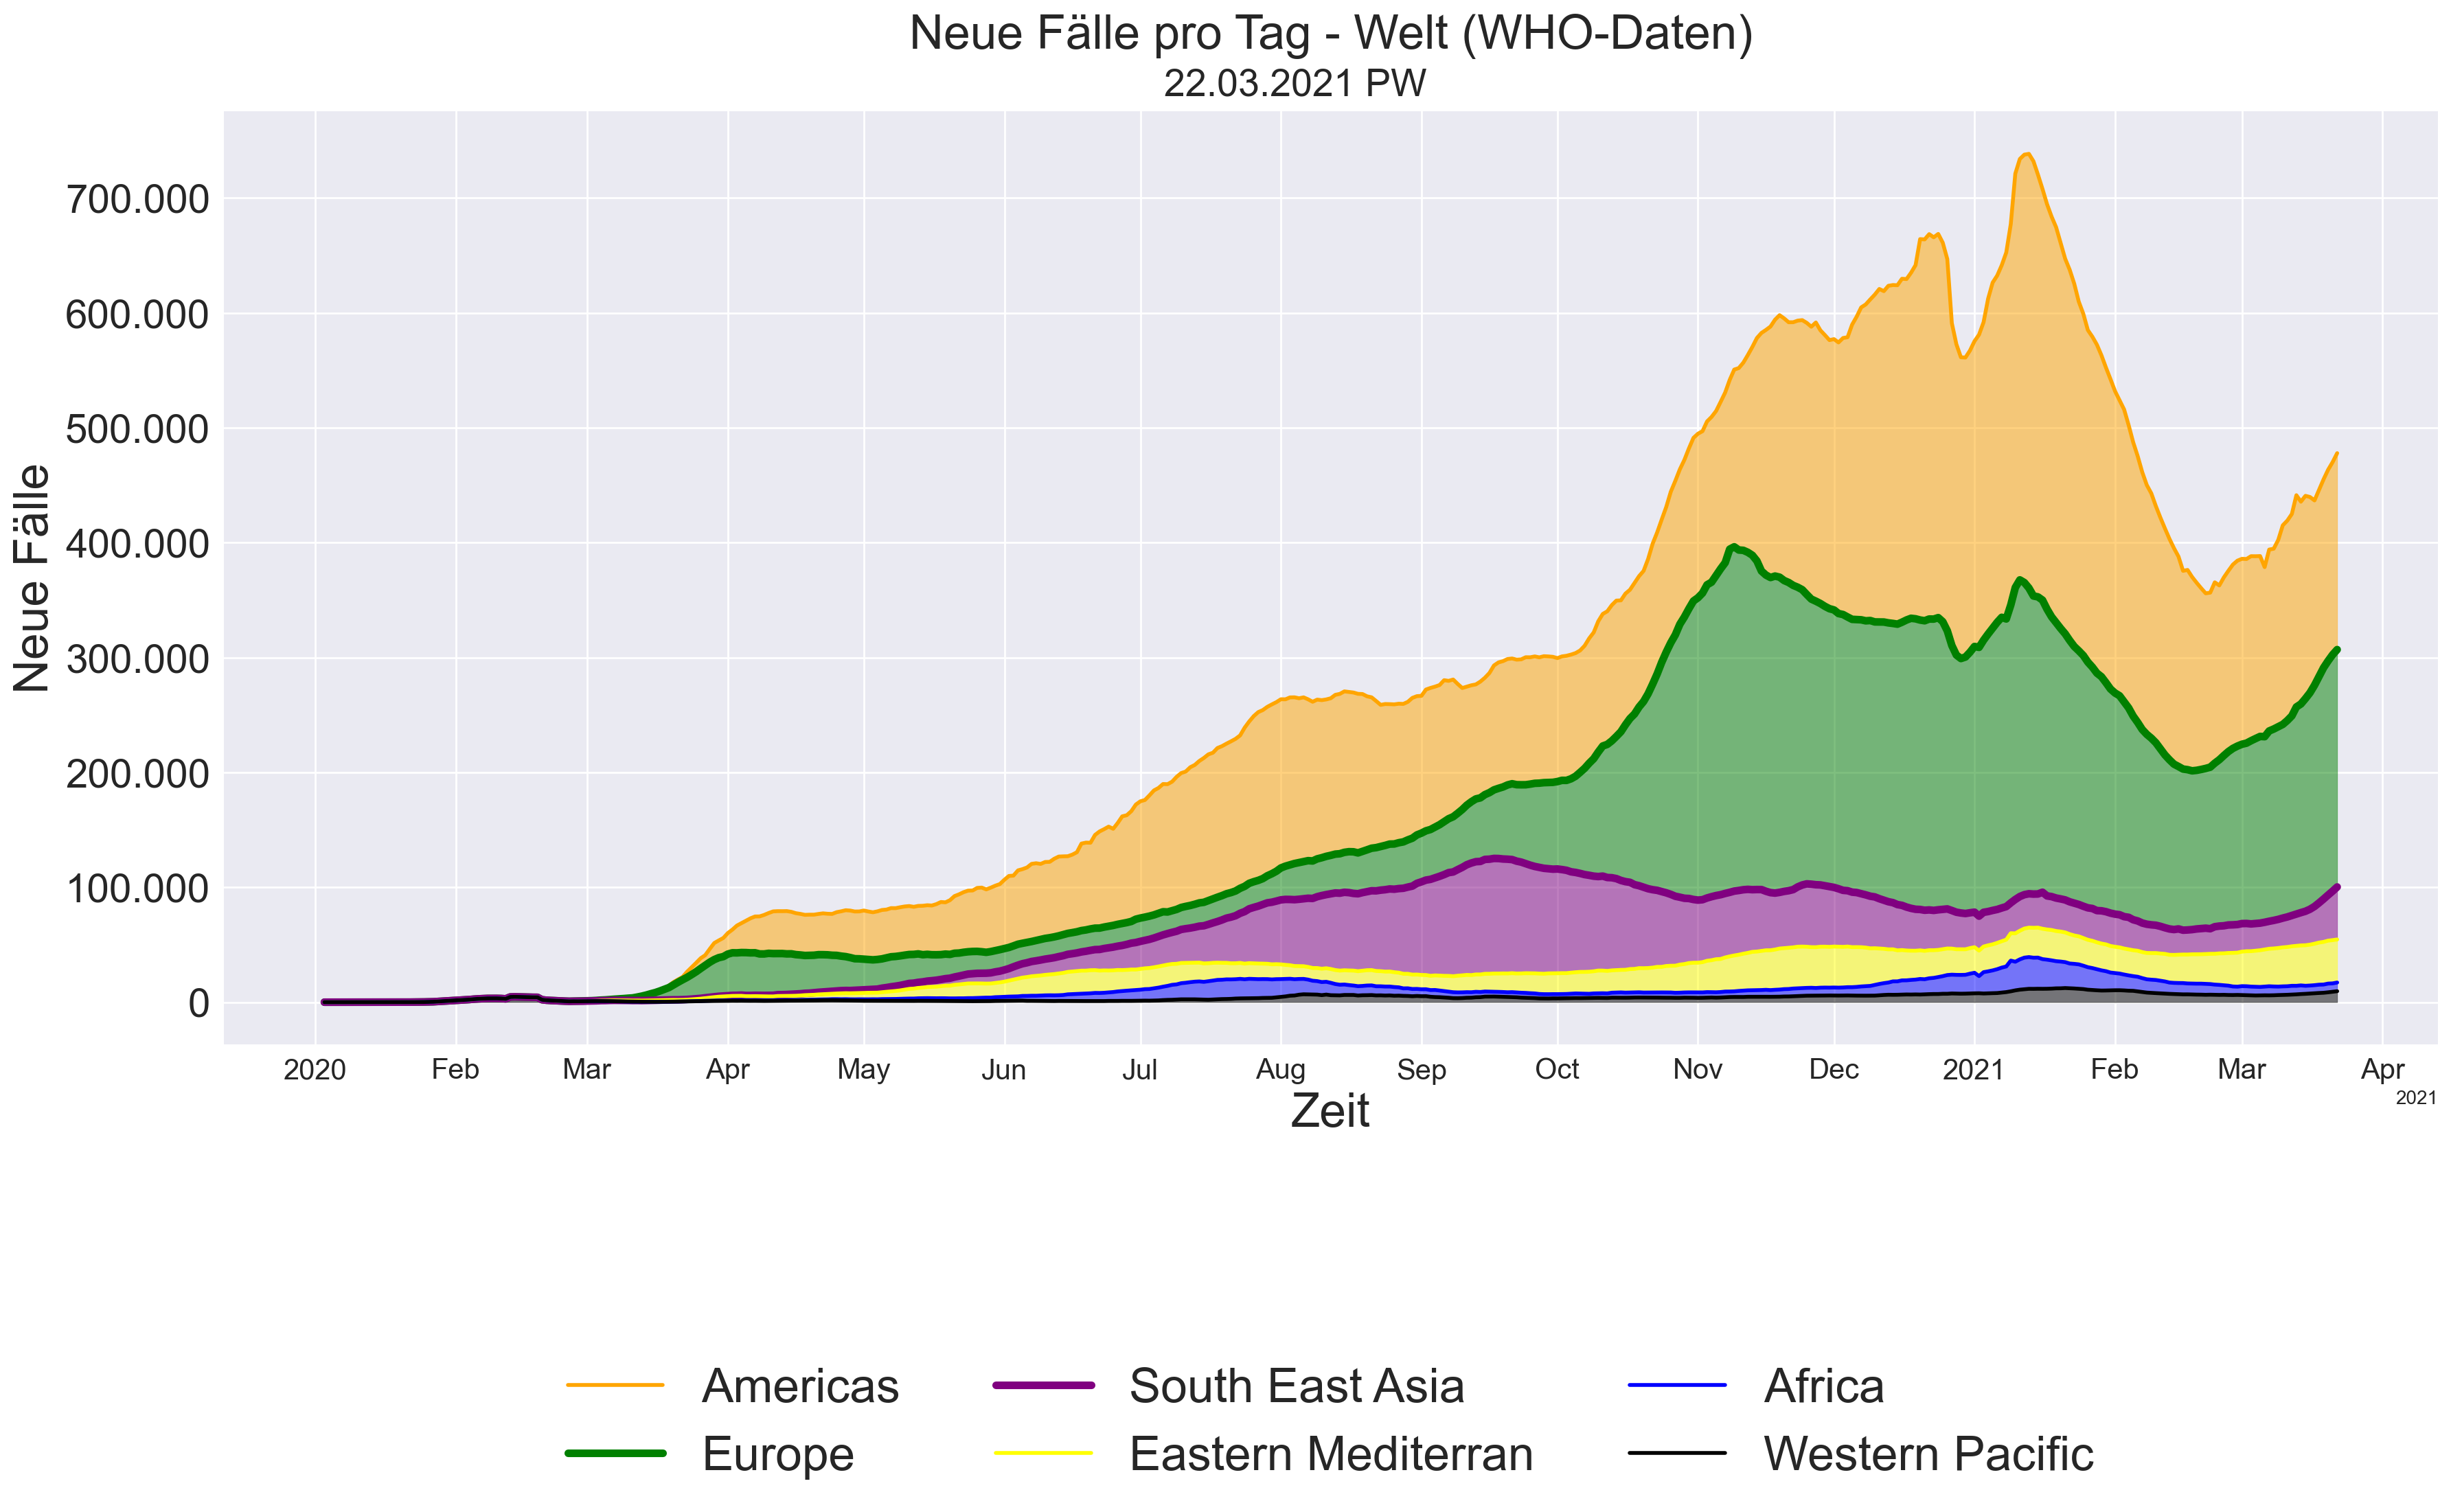 Neue Fälle pro Tag - Welt (WHO-Daten)
22.03.2021 PW
Neue Fälle
700.000
600.000
500.000
400.000
300.000
200.000
100.000
0
2020 Feb Mar Apr May Jun Jul Aug Sep Oct Nov Dec 2021 Feb Mar Apr
2021
Zeit
Americas South East Asia Africa
Europe Eastern Mediterran Western Pacific